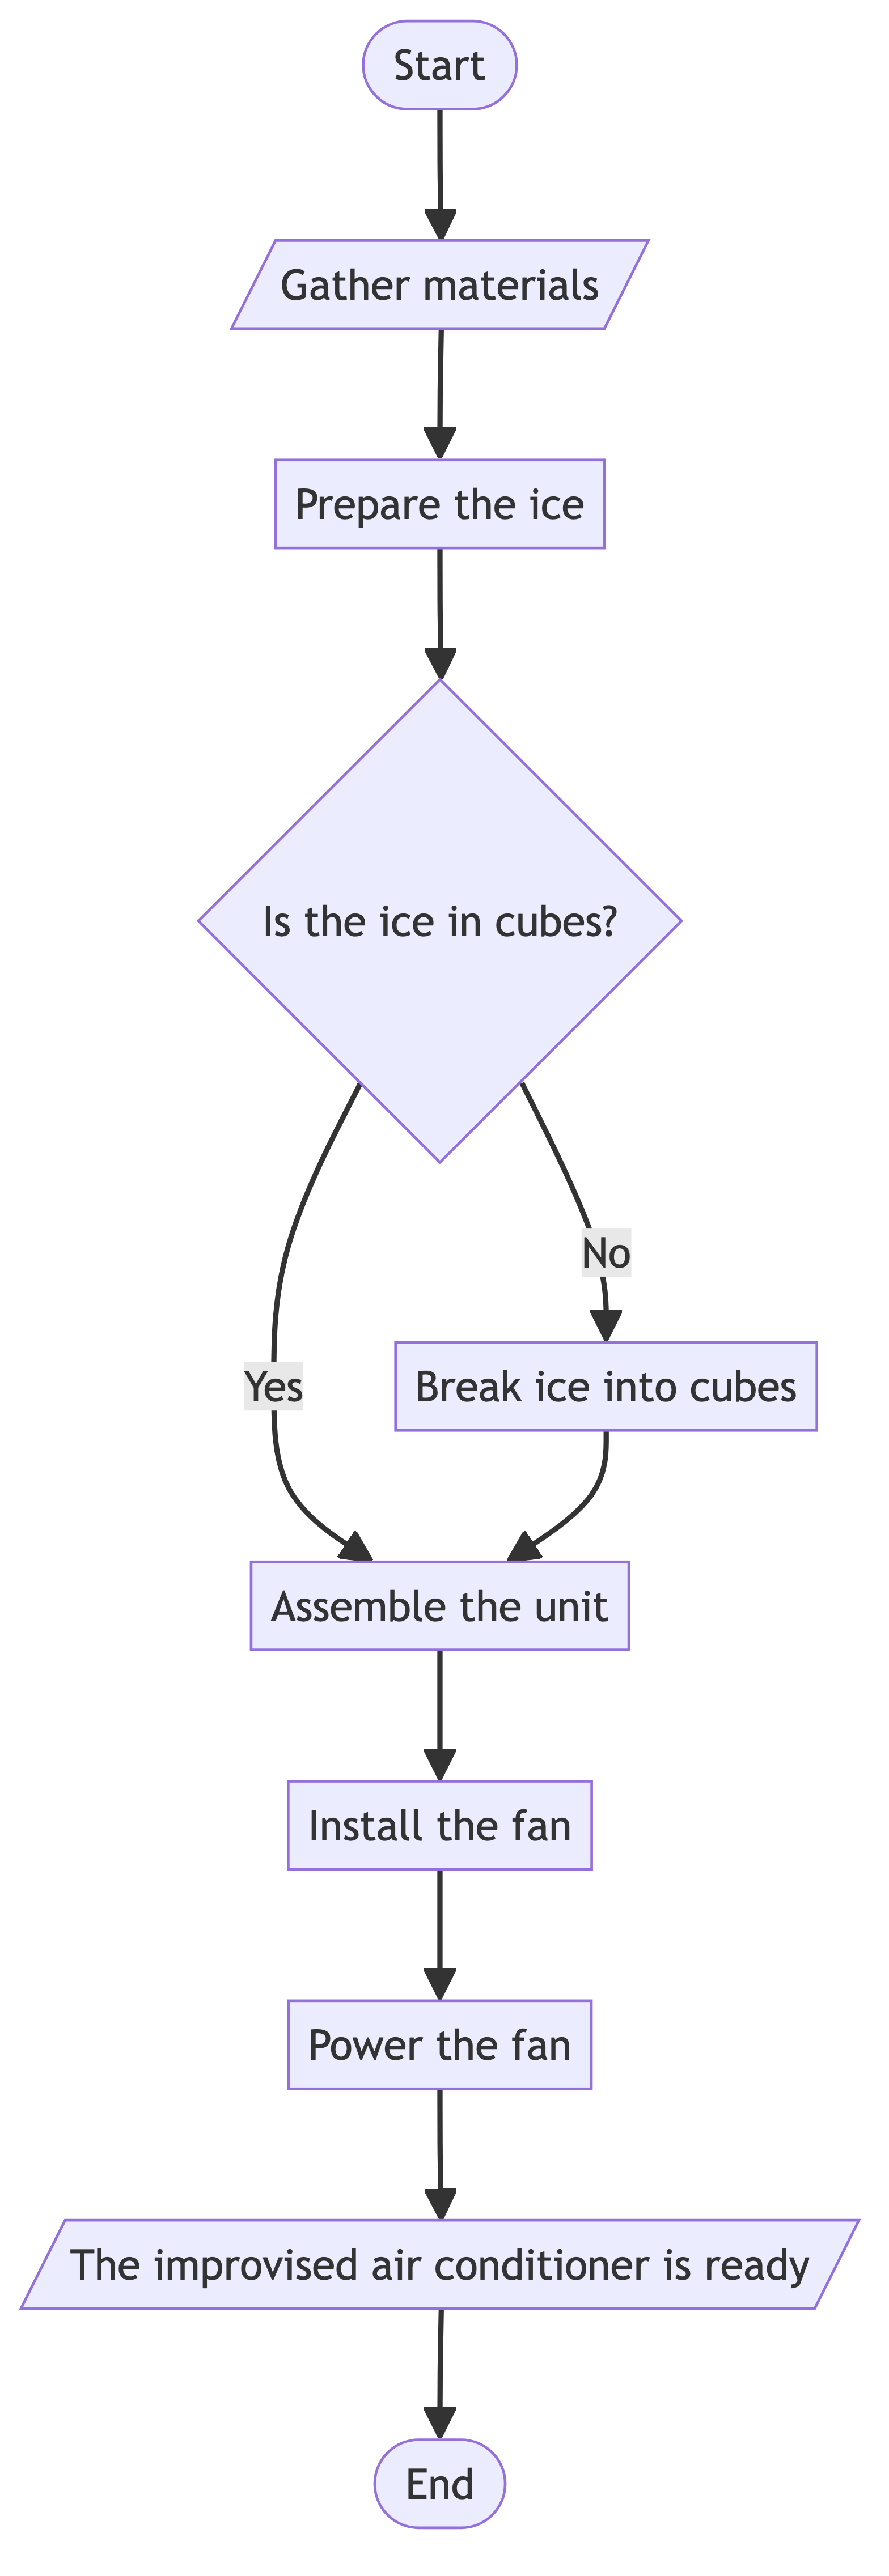 Start
Gather materials
Prepare the ice
Is the ice in cubes?
No
Yes
Break ice into cubes
Assemble the unit
Install the fan
Power the fan
The improvised air conditioner is ready
End